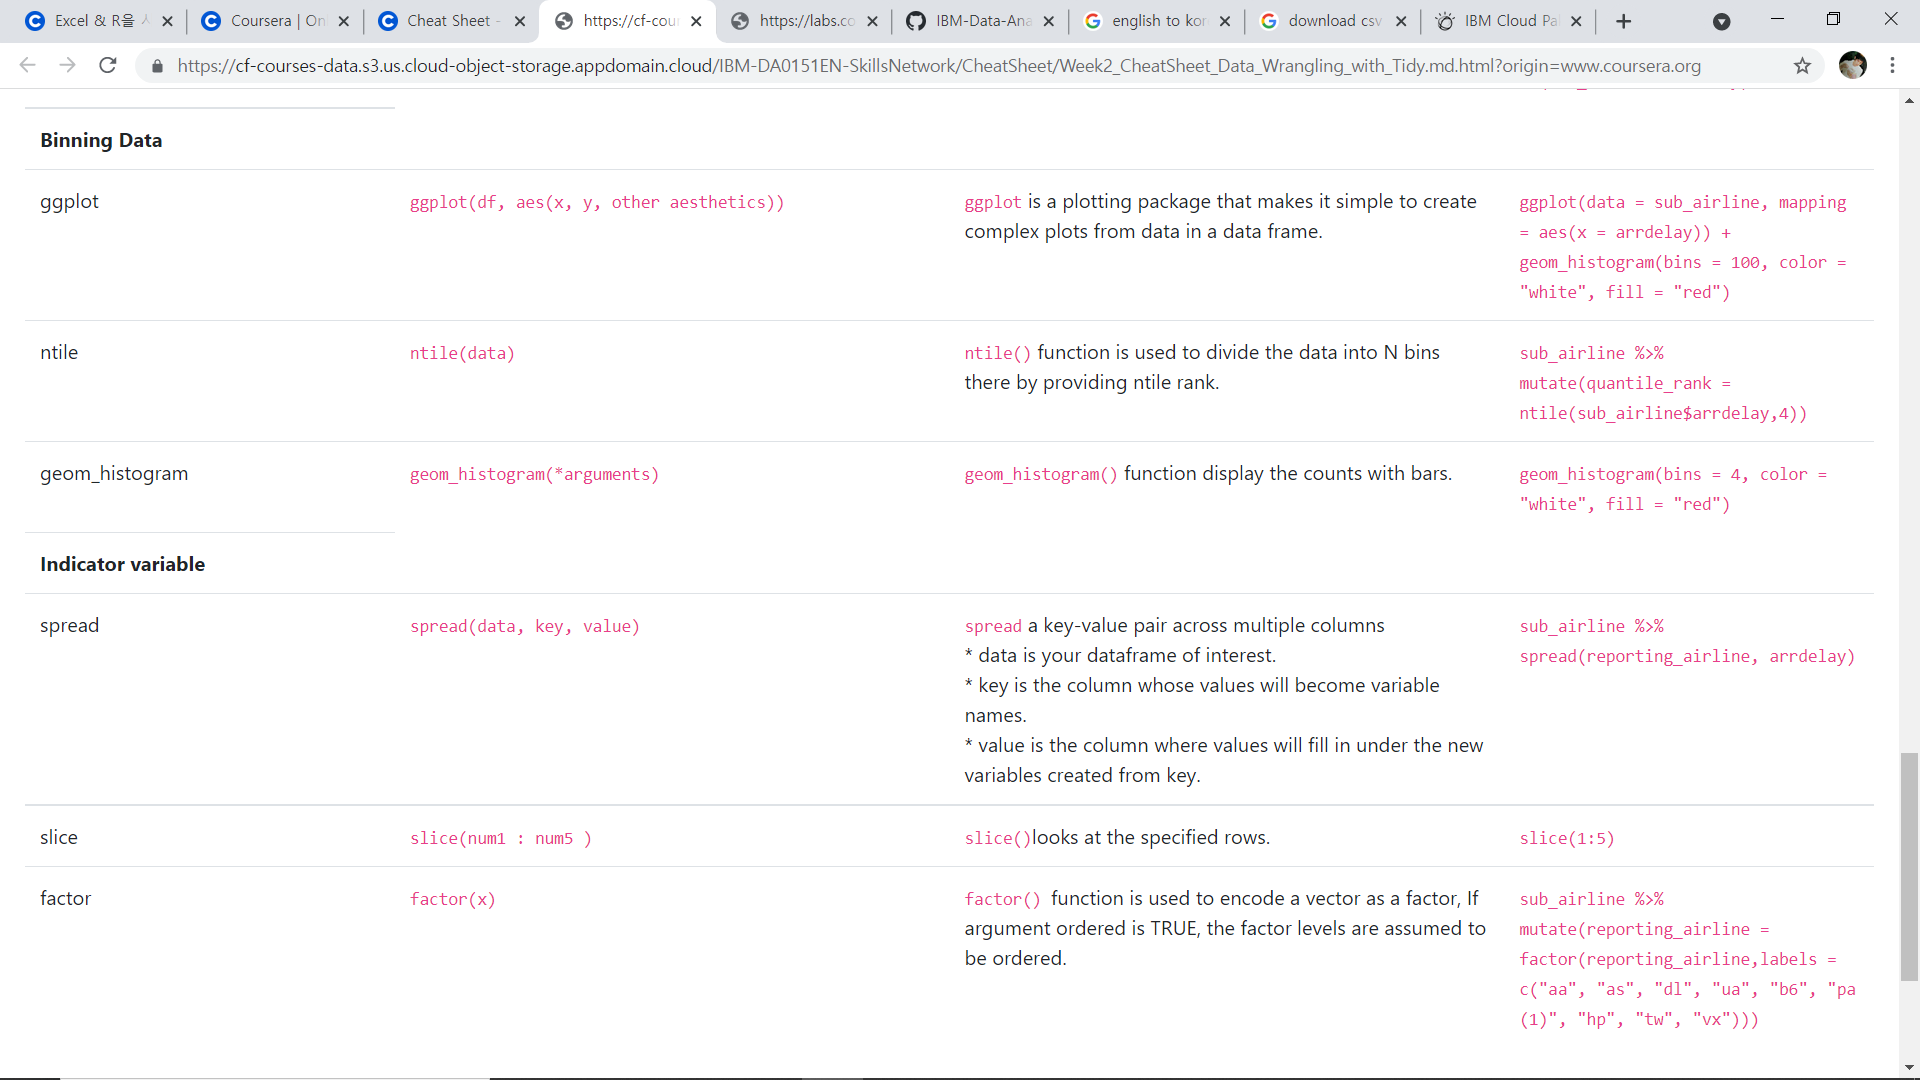 Excel & R을
Coursera | On
Cheat Sheet -
https://cf-cou
https://labs.co
IBM-Data-Ana
english to kor
download csv
IBM Cloud Pa
https://cf-courses-data.s3.us.cloud-object-storage.appdomain.cloud/IBM-DA0151EN-SkillsNetwork/CheatSheet/Week2_CheatSheet_Data_Wrangling_with_Tidy.md.html?origin=www.coursera.org
Binning Data
ggplot
ggplot(df, aes(x, y, other aesthetics))
ggplot is a plotting package that makes it simple to create
complex plots from data in a data frame.
ggplot(data = sub_airline, mapping
= aes(x = arrdelay)) +
geom_histogram(bins = 100, color =
"white", fill = "red")
ntile
ntile(data)
ntile() function is used to divide the data into N bins
there by providing ntile rank.
sub_airline %>%
mutate(quantile_rank =
ntile(sub_airline$arrdelay,4))
geom_histogram
geom_histogram(*arguments)
geom_histogram() function display the counts with bars.
geom_histogram(bins = 4, color =
"white", fill = "red")
Indicator variable
spread
spread(data, key, value)
spread a key-value pair across multiple columns
* data is your dataframe of interest.
* key is the column whose values will become variable
names.
* value is the column where values will fill in under the new
variables created from key.
sub_airline %>%
spread(reporting_airline, arrdelay)
slice
slice(num1 : num5 )
slice()looks at the specified rows.
slice(1:5)
factor
factor(x)
factor() function is used to encode a vector as a factor, If
argument ordered is TRUE, the factor levels are assumed to
be ordered.
sub_airline %>%
mutate(reporting_airline =
factor(reporting_airline,labels =
c("aa", "as", "dl", "ua", "b6", "pa
(1)", "hp", "tw", "vx")))